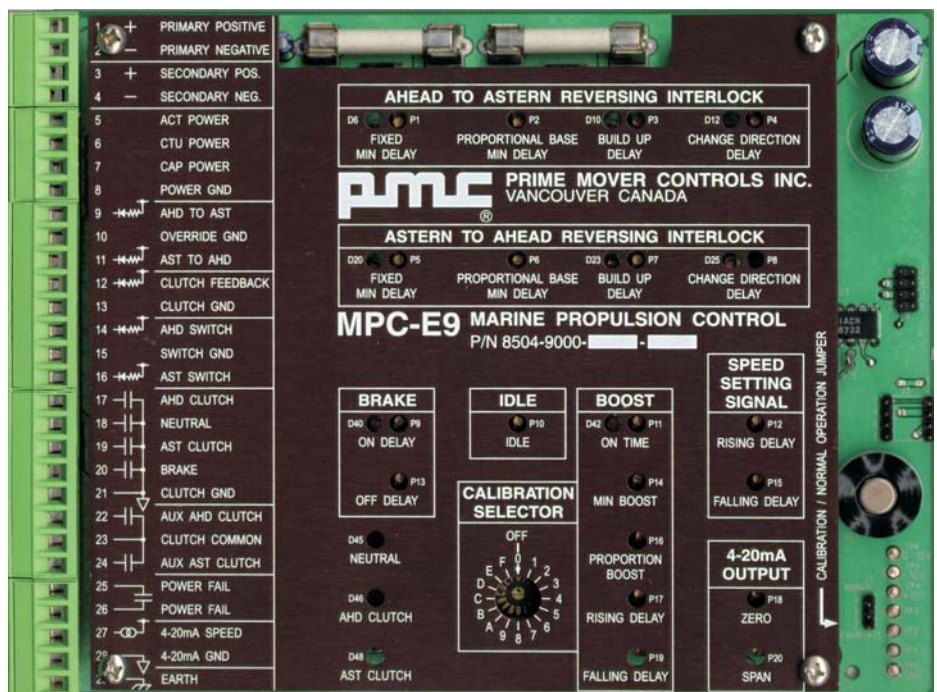 1 + PRIMARY POSITIVE
2 – PRIMARY NEGATIVE
3 + SECONDARY POS.
4 – SECONDARY NEG.
5 ACT POWER
6 CTU POWER
7 CAP POWER
8 POWER GND
9 AHD TO AST
10 OVERRIDE GND
11 AST TO AHD
12 CLUTCH FEEDBACK
13 CLUTCH GND
14 AHD SWITCH
15 SWITCH GND
16 AST SWITCH
17 AHD CLUTCH
18 NEUTRAL
19 AST CLUTCH
20 BRAKE
21 CLUTCH GND
22 AUX AHD CLUTCH
23 CLUTCH COMMON
24 AUX AST CLUTCH
25 POWER FAIL
26 POWER FAIL
27 4-20mA SPEED
28 4-20mA GND
EARTH
AHEAD TO ASTERN REVERSING INTERLOCK
D6 P1 P2 D10 P3 D12 P4
FIXED PROPORTIONAL BASE BUILD UP CHANGE DIRECTION
MIN DELAY MIN DELAY DELAY DELAY
pmc ® PRIME MOVER CONTROLS INC.
VANCOUVER CANADA
ASTERN TO AHEAD REVERSING INTERLOCK
D20 P5 P6 D23 P7 D25 P8
FIXED PROPORTIONAL BASE BUILD UP CHANGE DIRECTION
MIN DELAY MIN DELAY DELAY DELAY
MPC-E9 MARINE PROPULSION CONTROL
P/N 8504-9000- -
BRAKE
D40 P9
ON DELAY
P13
OFF DELAY
D45
NEUTRAL
D46
AHD CLUTCH
D48
AST CLUTCH
IDLE
P10
IDLE
CALIBRATION
SELECTOR
OFF
0 1 2 3 4 5 6 7 8 9 A B C D E F
BOOST
D42 P11
ON TIME
P14
MIN BOOST
P16
PROPORTION
BOOST
P17
RISING DELAY
P19
FALLING DELAY
SPEED
SETTING
SIGNAL
P12
RISING DELAY
P15
FALLING DELAY
4-20mA
OUTPUT
P18
ZERO
P20
SPAN
CALIBRATION / NORMAL OPERATION JUMPER